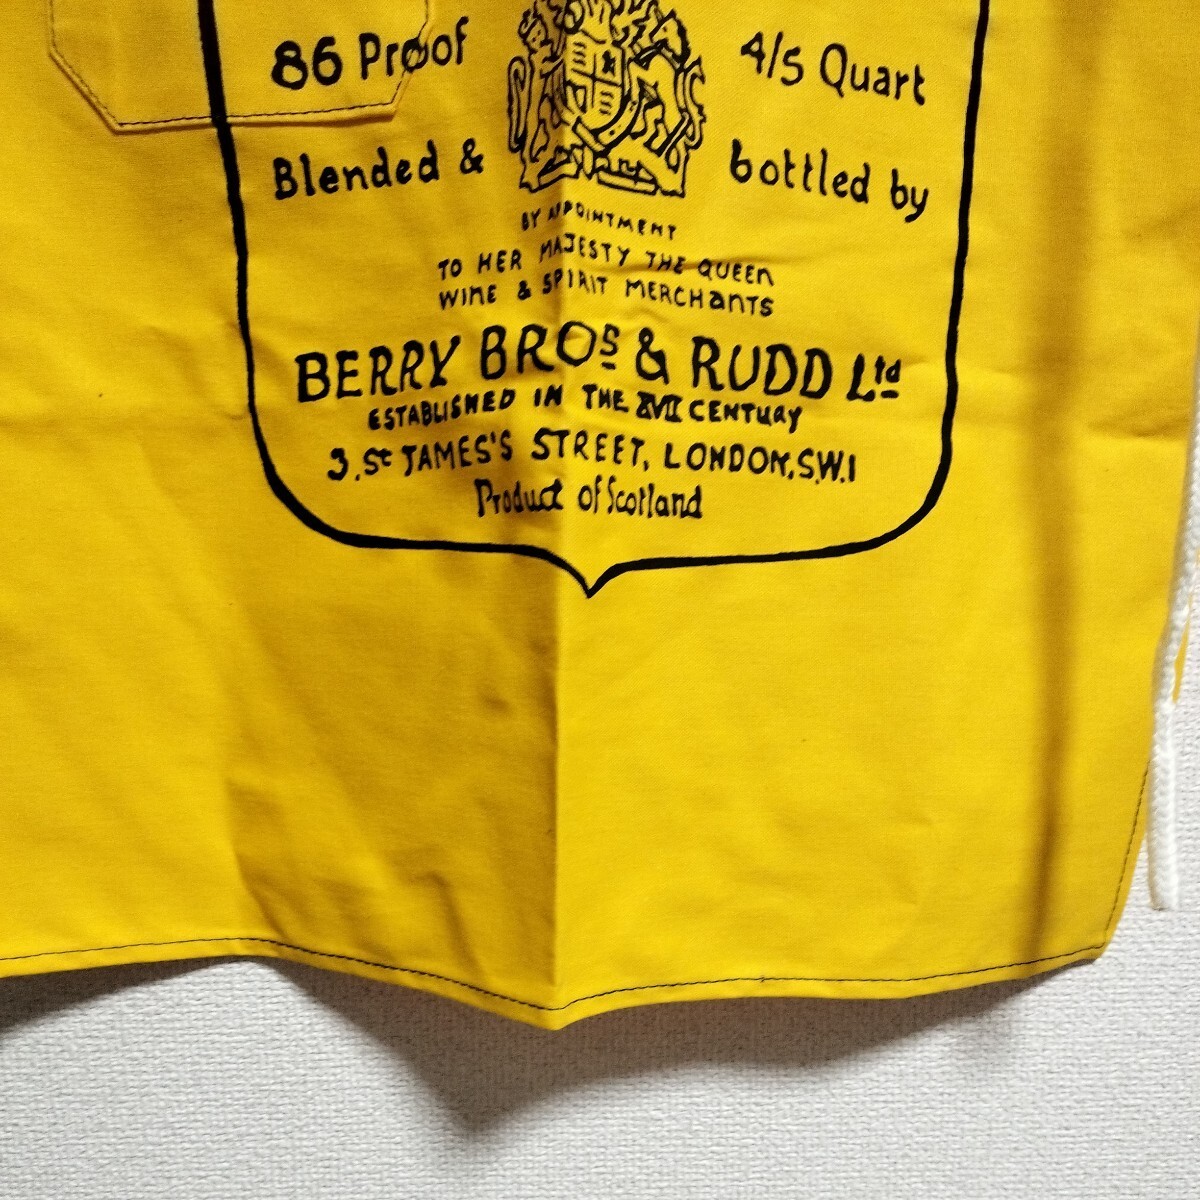 86 Proof 4/5 Quart
Blended & bottled by
BY APPOINTMENT
TO HER MAJESTY THE QUEEN
WINE & SPIRIT MERCHANTS
BERRY BROS & RUDD Ltd
ESTABLISHED IN THE XVII CENTURY
3, St JAMES'S STREET, LONDON, S.W.1
Product of Scotland